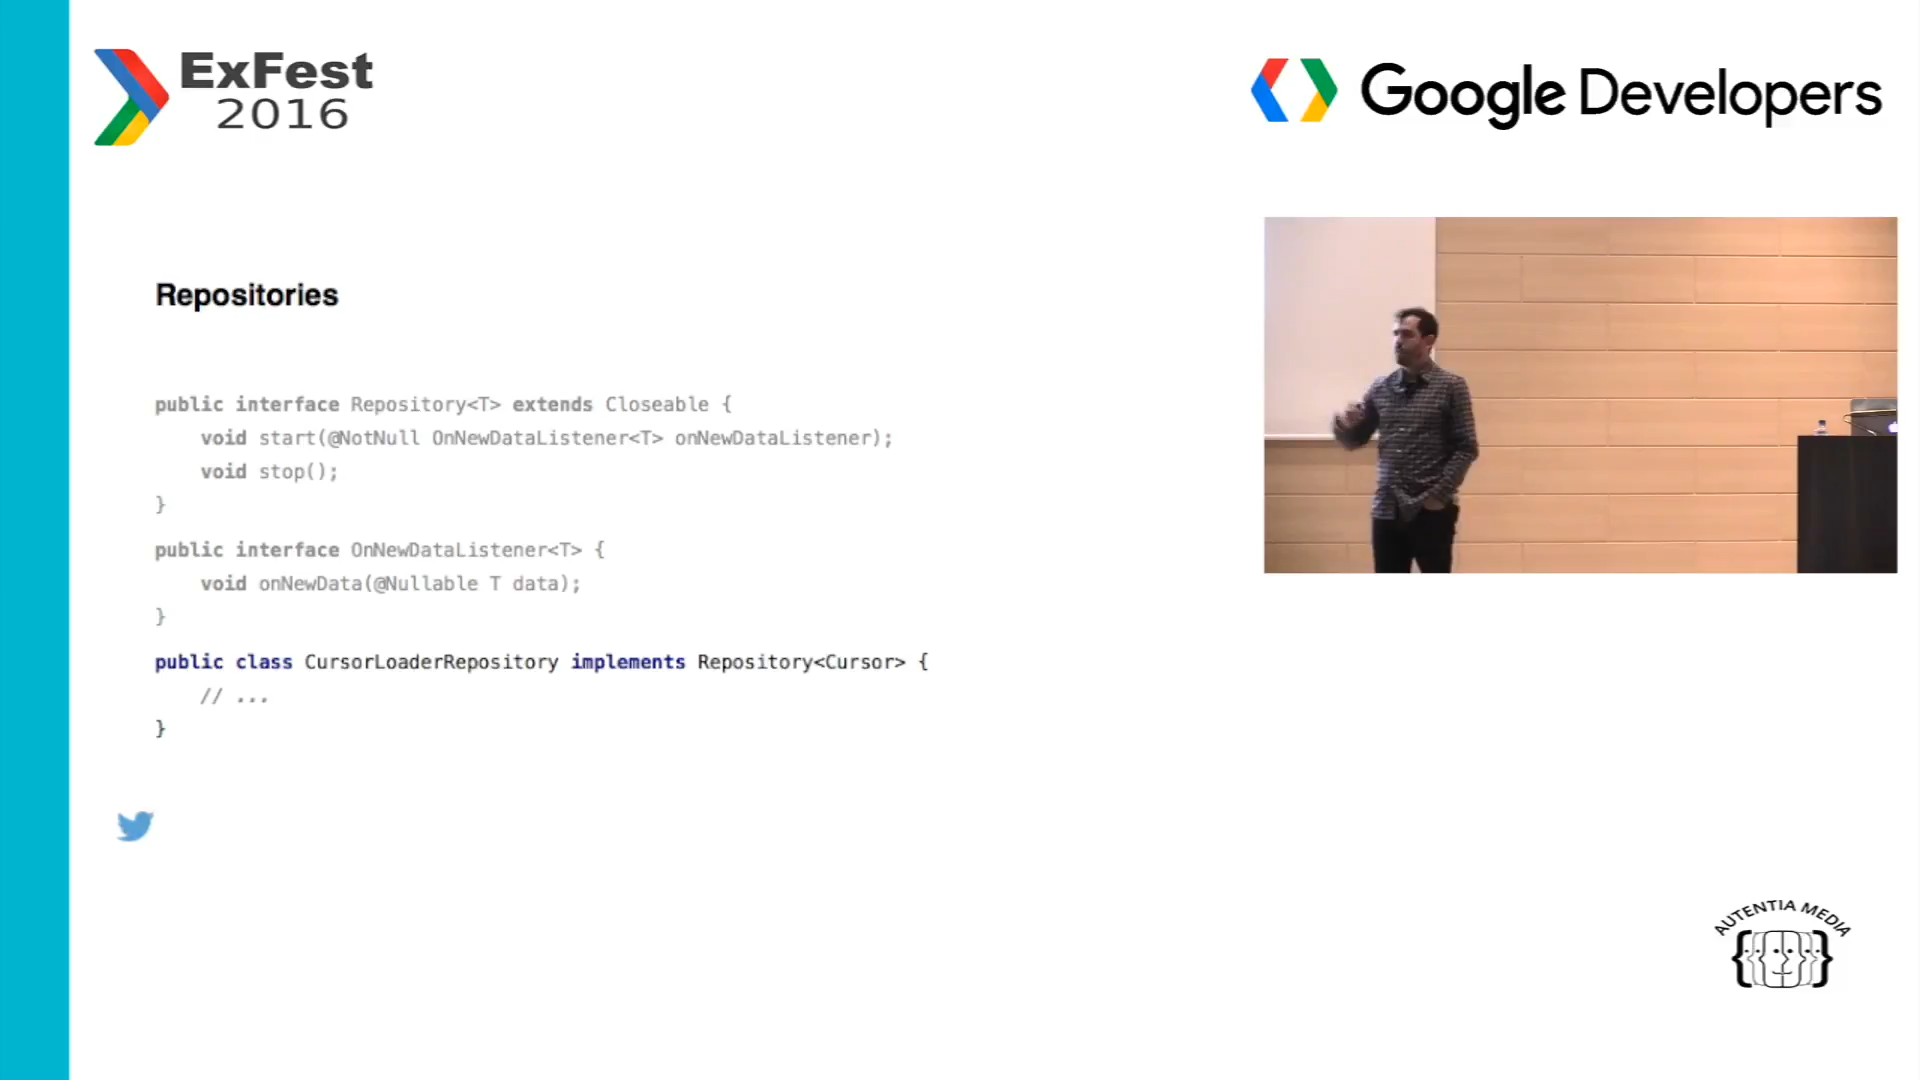 ExFest
2016
Google Developers
Repositories
public interface Repository<T> extends Closeable {
    void start(@NotNull OnNewDataListener<T> onNewDataListener);
    void stop();
}
public interface OnNewDataListener<T> {
    void onNewData(@Nullable T data);
}
public class CursorLoaderRepository implements Repository<Cursor> {
    // ...
}
AUTENTIA MEDIA